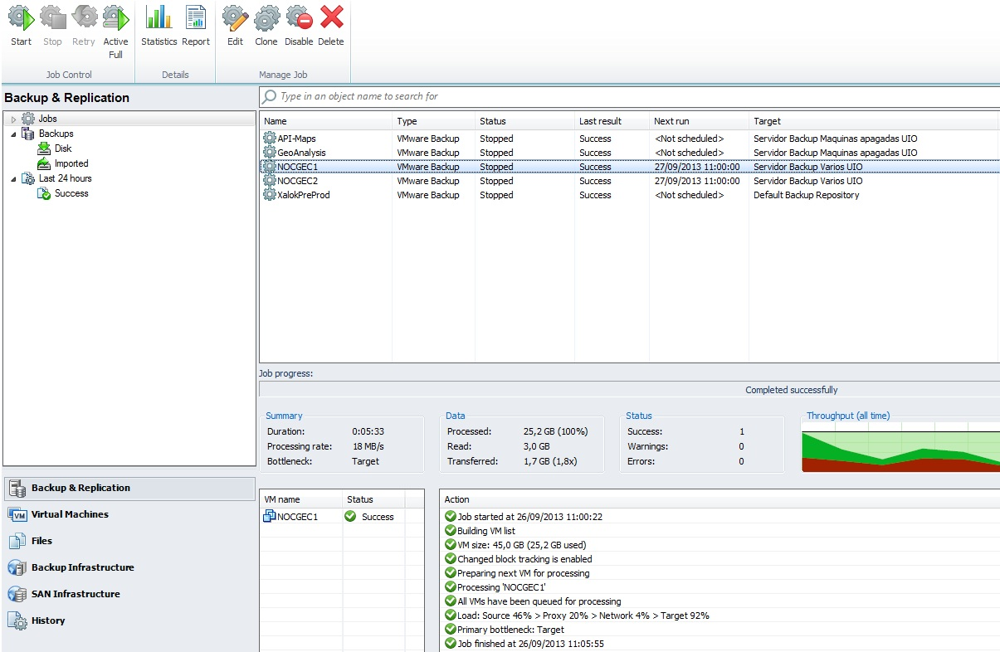 Start Stop Retry Active Full Statistics Report Edit Clone Disable Delete
Job Control Details Manage Job
Backup & Replication
Jobs
Backups
Disk
Imported
Last 24 hours
Success
Type in an object name to search for
Name Type Status Last result Next run Target
API-Maps VMware Backup Stopped Success <Not scheduled> Servidor Backup Maquinas apagadas UIO
GeoAnalysis VMware Backup Stopped Success <Not scheduled> Servidor Backup Maquinas apagadas UIO
NOCGEC1 VMware Backup Stopped Success 27/09/2013 11:00:00 Servidor Backup Varios UIO
NOCGEC2 VMware Backup Stopped Success 27/09/2013 11:00:00 Servidor Backup Varios UIO
XalokPreProd VMware Backup Stopped Success <Not scheduled> Default Backup Repository
Job progress:
Completed successfully
Summary
Duration: 0:05:33
Processing rate: 18 MB/s
Bottleneck: Target
Data
Processed: 25,2 GB (100%)
Read: 3,0 GB
Transferred: 1,7 GB (1,8x)
Status
Success: 1
Warnings: 0
Errors: 0
Throughput (all time)
Backup & Replication
Virtual Machines
Files
Backup Infrastructure
SAN Infrastructure
History
VM name Status
NOCGEC1 Success
Action
Job started at 26/09/2013 11:00:22
Building VM list
VM size: 45,0 GB (25,2 GB used)
Changed block tracking is enabled
Preparing next VM for processing
Processing 'NOCGEC1'
All VMs have been queued for processing
Load: Source 46% > Proxy 20% > Network 4% > Target 92%
Primary bottleneck: Target
Job finished at 26/09/2013 11:05:55